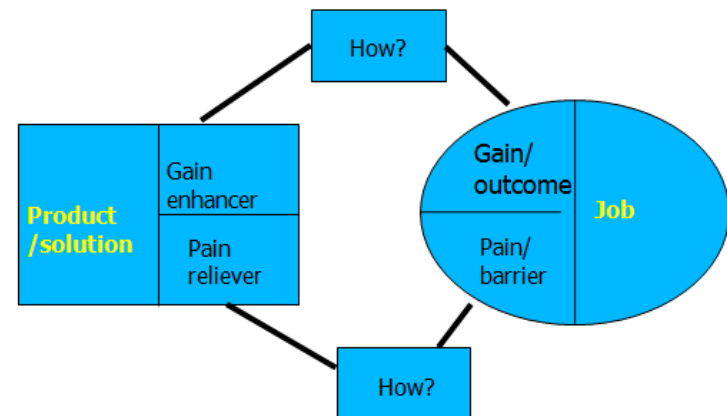 How?
Product
/solution
Gain
enhancer
Pain
reliever
Gain/
outcome
Pain/
barrier
Job
How?